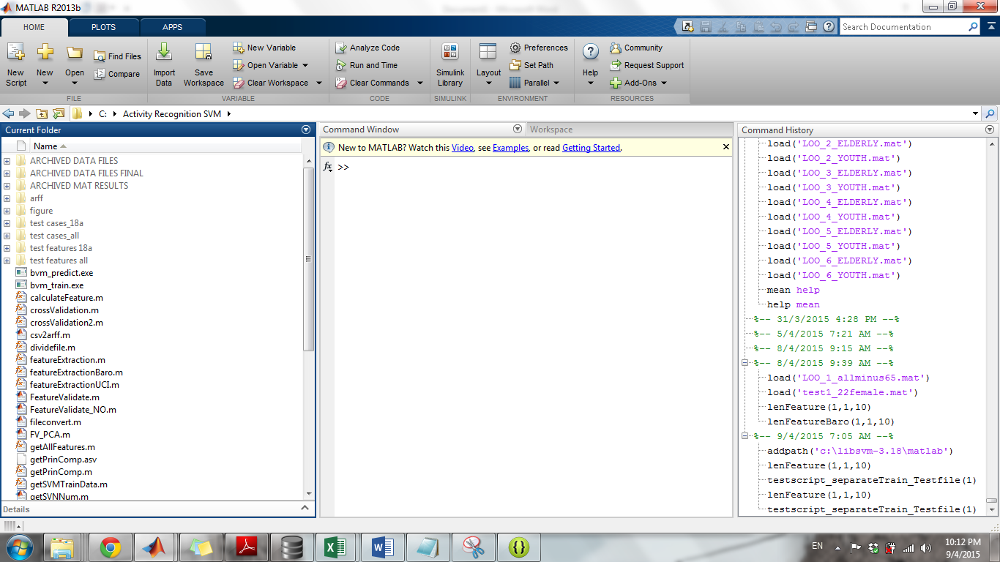 MATLAB R2013b
HOME PLOTS APPS
Search Documentation
New Script
New
Open
Find Files
Compare
FILE
Import Data
Save Workspace
New Variable
Open Variable
Clear Workspace
VARIABLE
Analyze Code
Run and Time
Clear Commands
CODE
Simulink Library
SIMULINK
Layout
Preferences
Set Path
Parallel
ENVIRONMENT
Help
Community
Request Support
Add-Ons
RESOURCES
C: Activity Recognition SVM
Current Folder
Name
ARCHIVED DATA FILES
ARCHIVED DATA FILES FINAL
ARCHIVED MAT RESULTS
arff
figure
test cases_18a
test cases_all
test features 18a
test features all
bvm_predict.exe
bvm_train.exe
calculateFeature.m
crossValidation.m
crossValidation2.m
csv2arff.m
dividefile.m
featureExtraction.m
featureExtractionBaro.m
featureExtractionUCI.m
FeatureValidate.m
FeatureValidate_NO.m
fileconvert.m
FV_PCA.m
getAllFeatures.m
getPrinComp.asv
getPrinComp.m
getSVMTrainData.m
getSVNNum.m
Details
Command Window
Workspace
New to MATLAB? Watch this Video, see Examples, or read Getting Started.
fx >>
Command History
load('LOO_2_ELDERLY.mat')
load('LOO_2_YOUTH.mat')
load('LOO_3_ELDERLY.mat')
load('LOO_3_YOUTH.mat')
load('LOO_4_ELDERLY.mat')
load('LOO_4_YOUTH.mat')
load('LOO_5_ELDERLY.mat')
load('LOO_5_YOUTH.mat')
load('LOO_6_ELDERLY.mat')
load('LOO_6_YOUTH.mat')
mean help
help mean
%-- 31/3/2015 4:28 PM --%
%-- 5/4/2015 7:21 AM --%
%-- 8/4/2015 9:15 AM --%
%-- 8/4/2015 9:39 AM --%
load('LOO_1_allminus65.mat')
load('test1_22female.mat')
lenFeature(1,1,10)
lenFeatureBaro(1,1,10)
%-- 9/4/2015 7:05 AM --%
addpath('c:\libsvm-3.18\matlab')
lenFeature(1,1,10)
testscript_separateTrain_Testfile(1)
lenFeature(1,1,10)
testscript_separateTrain_Testfile(1)
EN
10:12 PM
9/4/2015